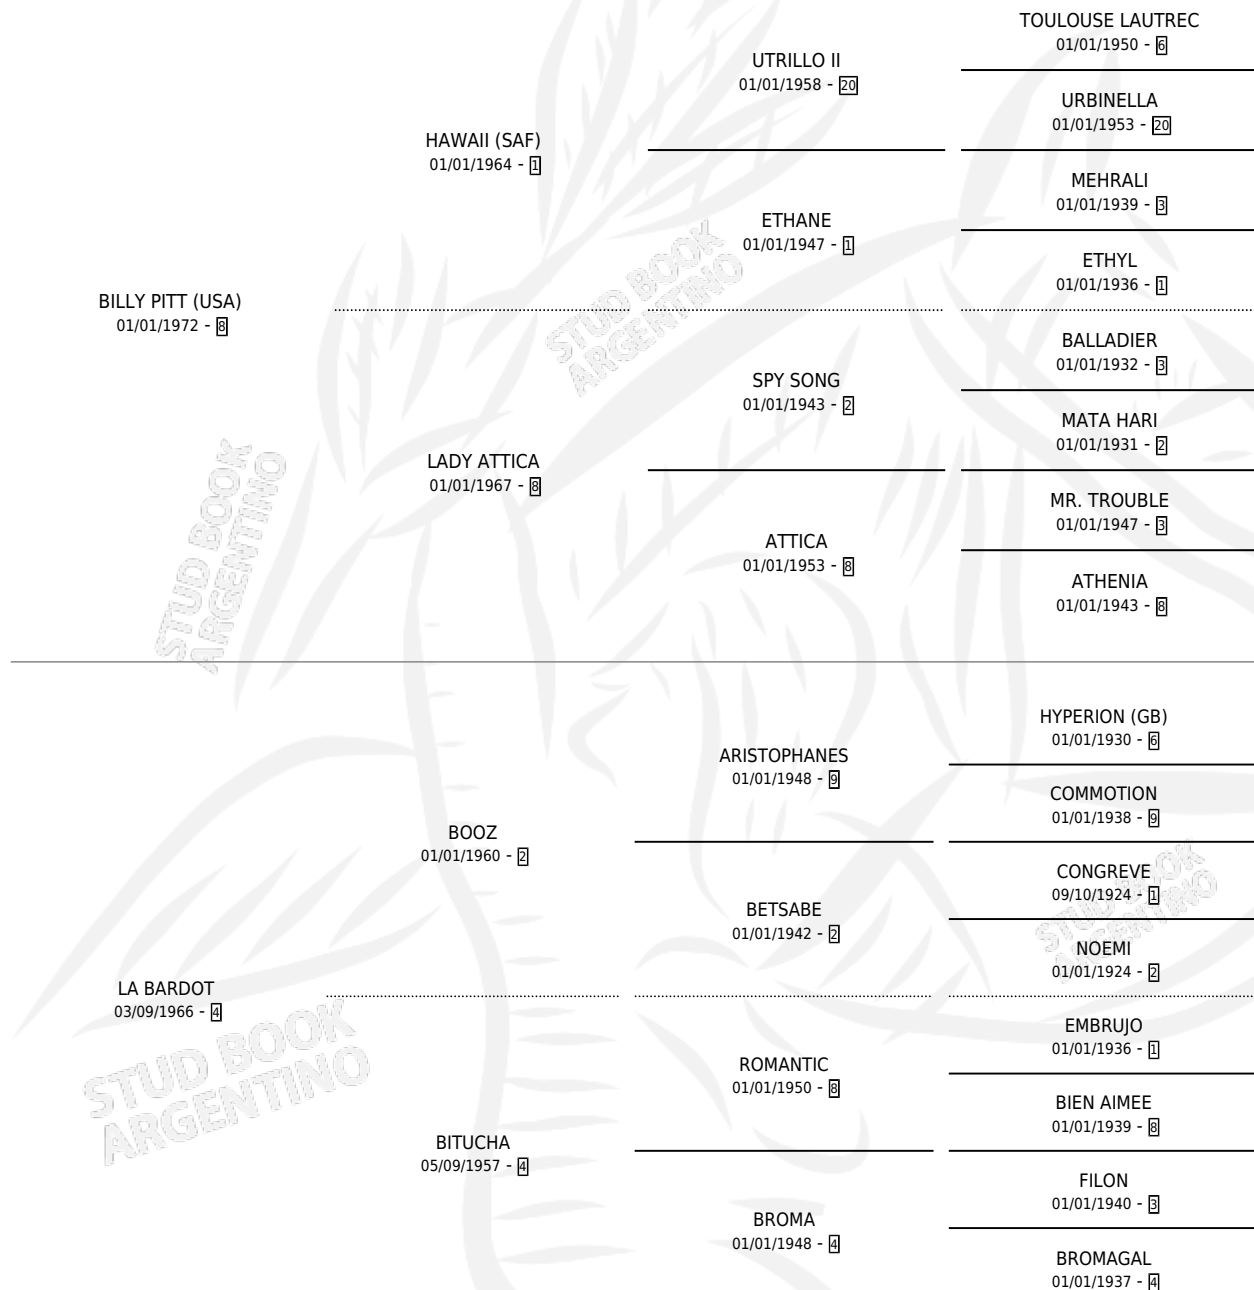 TOULOUSE LAUTREC
01/01/1950 - 6
UTRILLO II
01/01/1958 - 20
URBINELLA
01/01/1953 - 20
HAWAII (SAF)
01/01/1964 - 1
MEHRALI
01/01/1939 - 3
ETHANE
01/01/1947 - 1
ETHYL
01/01/1936 - 1
BILLY PITT (USA)
01/01/1972 - 8
BALLADIER
01/01/1932 - 3
SPY SONG
01/01/1943 - 2
MATA HARI
01/01/1931 - 2
LADY ATTICA
01/01/1967 - 8
MR. TROUBLE
01/01/1947 - 3
ATTICA
01/01/1953 - 8
ATHENIA
01/01/1943 - 8
HYPERION (GB)
01/01/1930 - 6
ARISTOPHANES
01/01/1948 - 9
COMMOTION
01/01/1938 - 9
BOOZ
01/01/1960 - 2
CONGREVE
09/10/1924 - 1
BETSABE
01/01/1942 - 2
NOEMI
01/01/1924 - 2
LA BARDOT
03/09/1966 - 4
EMBRUJO
01/01/1936 - 1
ROMANTIC
01/01/1950 - 8
BIEN AIMEE
01/01/1939 - 8
BITUCHA
05/09/1957 - 4
FILON
01/01/1940 - 3
BROMA
01/01/1948 - 4
BROMAGAL
01/01/1937 - 4
STUD BOOK
ARGENTINO
STUD BOOK
ARGENTINO
STUD BOOK
ARGENTINO
STUD BOOK
ARGENTINO